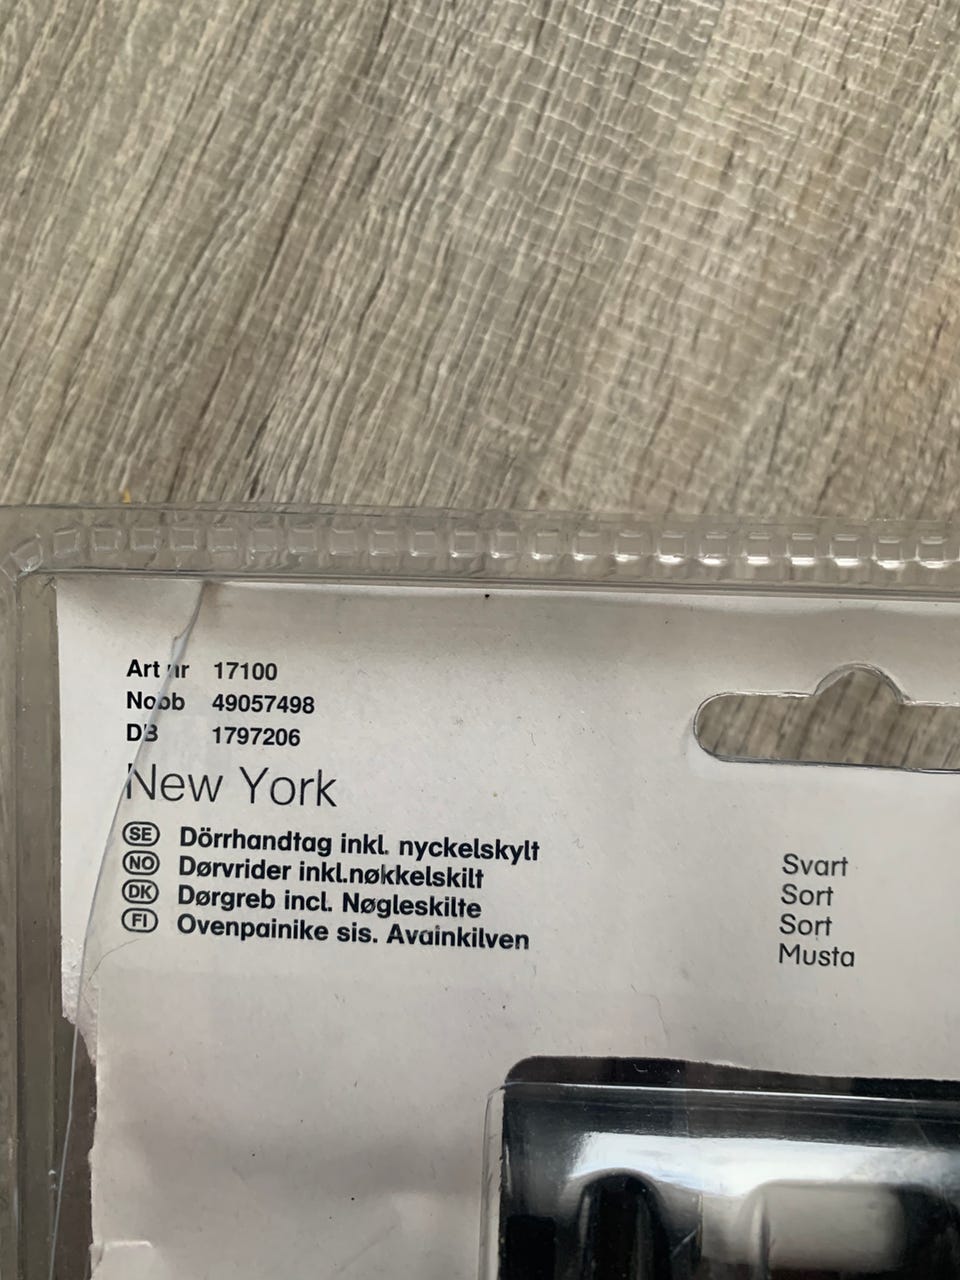 Art nr 17100
Nobb 49057498
DB 1797206
New York
SE Dörrhandtag inkl. nyckelskylt Svart
NO Dørvrider inkl.nøkkelskilt Sort
DK Dørgreb incl. Nøgleskilte Sort
FI Ovenpainike sis. Avainkilven Musta